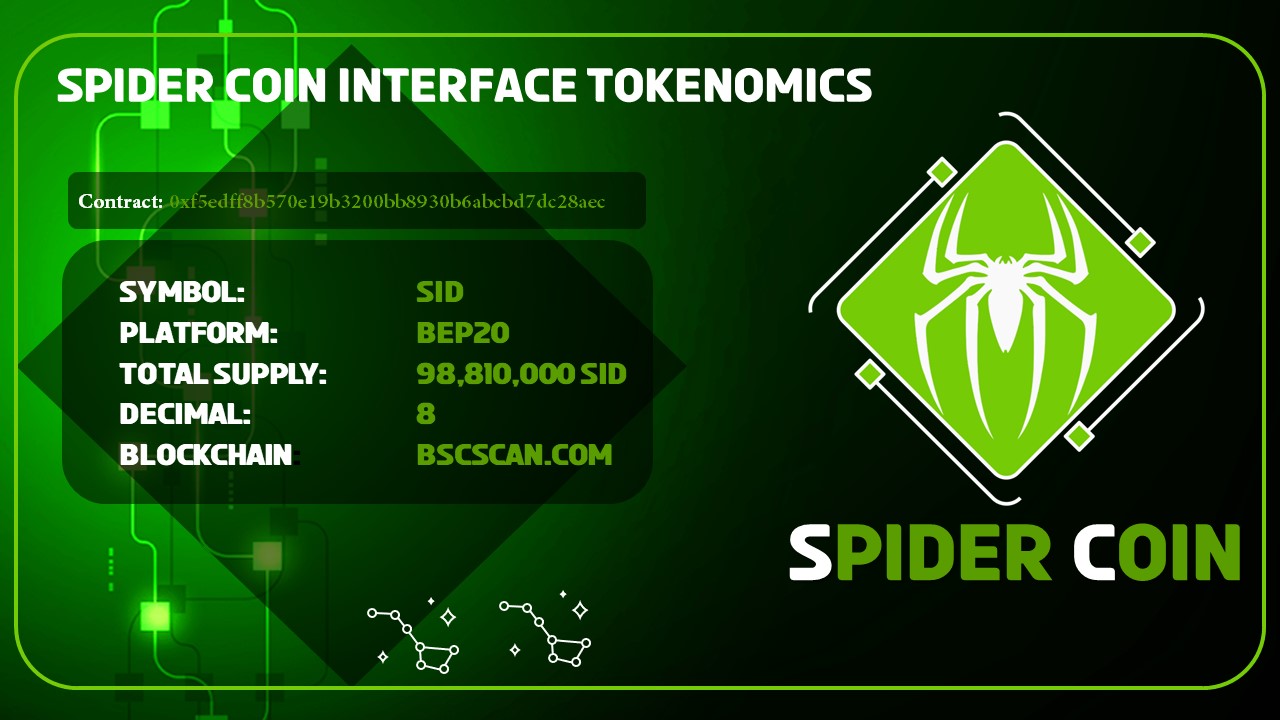 SPIDER COIN INTERFACE TOKENOMICS
Contract: 0xf5edff8b570e19b3200bb8930b6abcbd7dc28aec
SYMBOL: SID
PLATFORM: BEP20
TOTAL SUPPLY: 98,810,000 SID
DECIMAL: 8
BLOCKCHAIN: BSCSCAN.COM
SPIDER COIN